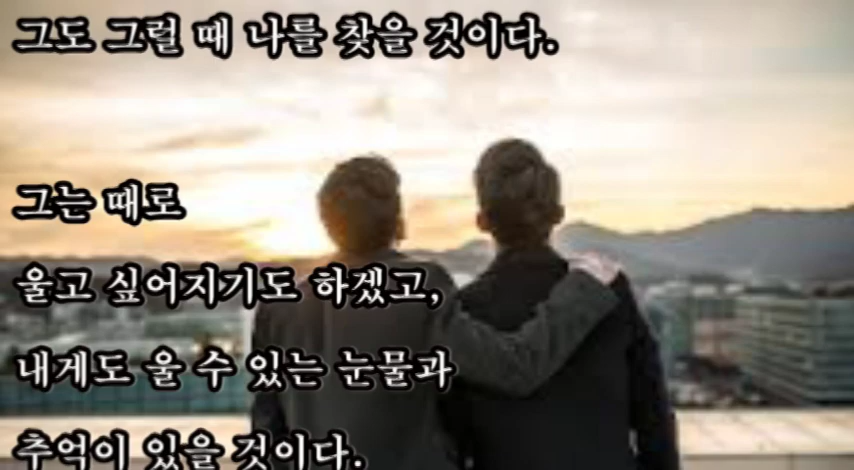 그도 그럴 때 나를 찾을 것이다.
그는 때로
울고 싶어지기도 하겠고,
내게도 울 수 있는 눈물과
추억이 있을 것이다.